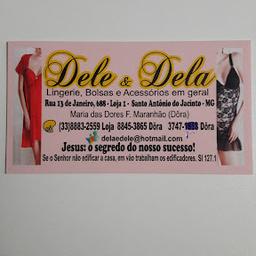 Dele & Dela
Lingerie, Bolsas e Acessórios em geral
Rua 13 de Janeiro, 688 - Loja 1 - Santo Antônio do Jacinto - MG
Maria das Dores F. Maranhão (Dôra)
(33)8883-2559 Loja 8845-3865 Dôra 3747- Dôra
delaedele@hotmail.com
Jesus: o segredo do nosso sucesso!
Se o Senhor não edificar a casa, em vão trabalham os edificadores. Sl 127.1